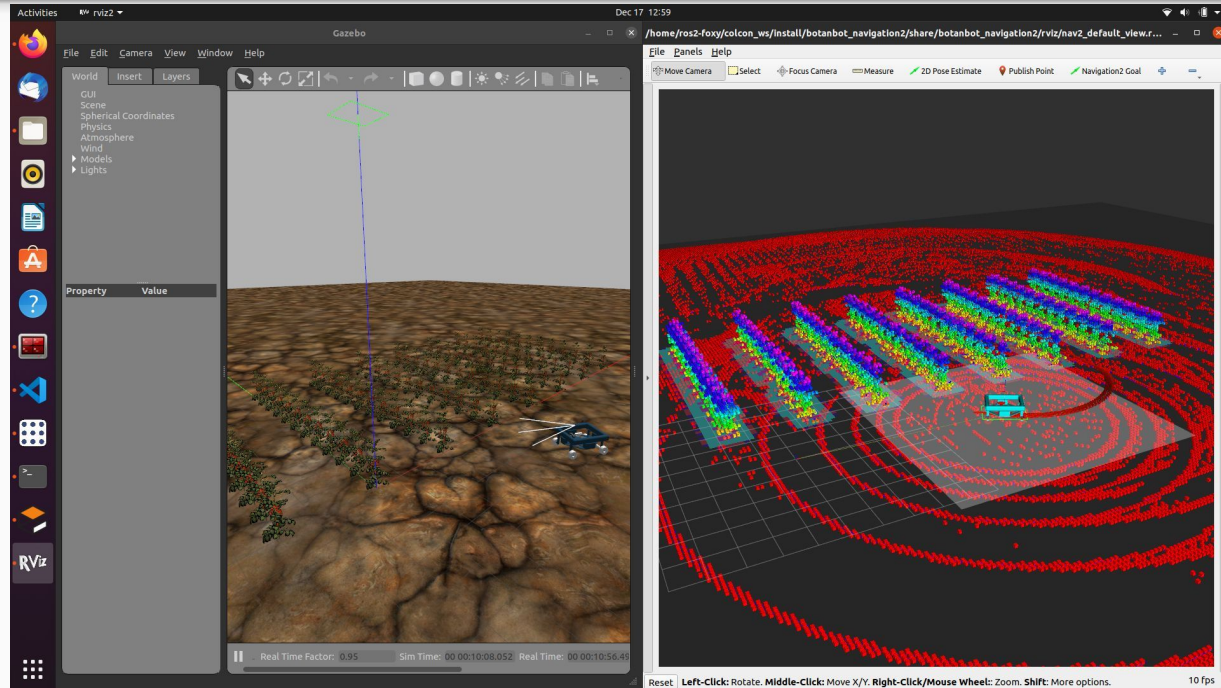 Activities
RViz rviz2
Dec 17 12:59
Gazebo
File Edit Camera View Window Help
World Insert Layers
GUI
Scene
Spherical Coordinates
Physics
Atmosphere
Wind
Models
Lights
Property Value
Real Time Factor: 0.95 Sim Time: 00 00:10:08.052 Real Time: 00 00:10:56.49
/home/ros2-foxy/colcon_ws/install/botanbot_navigation2/share/botanbot_navigation2/rviz/nav2_default_view.r...
File Panels Help
Move Camera Select Focus Camera Measure 2D Pose Estimate Publish Point Navigation2 Goal
Reset Left-Click: Rotate. Middle-Click: Move X/Y. Right-Click/Mouse Wheel:: Zoom. Shift: More options. 10 fps
RViz